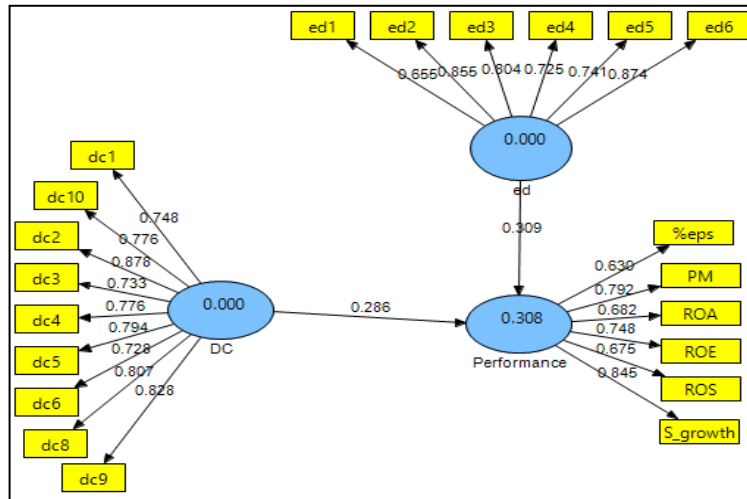 ed1 ed2 ed3 ed4 ed5 ed6
0.655 0.855 0.804 0.725 0.741 0.874
0.000
ed
0.309
dc1
dc10
dc2
dc3
dc4
dc5
dc6
dc8
dc9
0.748
0.776
0.878
0.733
0.776
0.794
0.728
0.807
0.828
0.000
DC
0.286
0.308
Performance
0.630
0.792
0.682
0.748
0.675
0.845
%eps
PM
ROA
ROE
ROS
S_growth